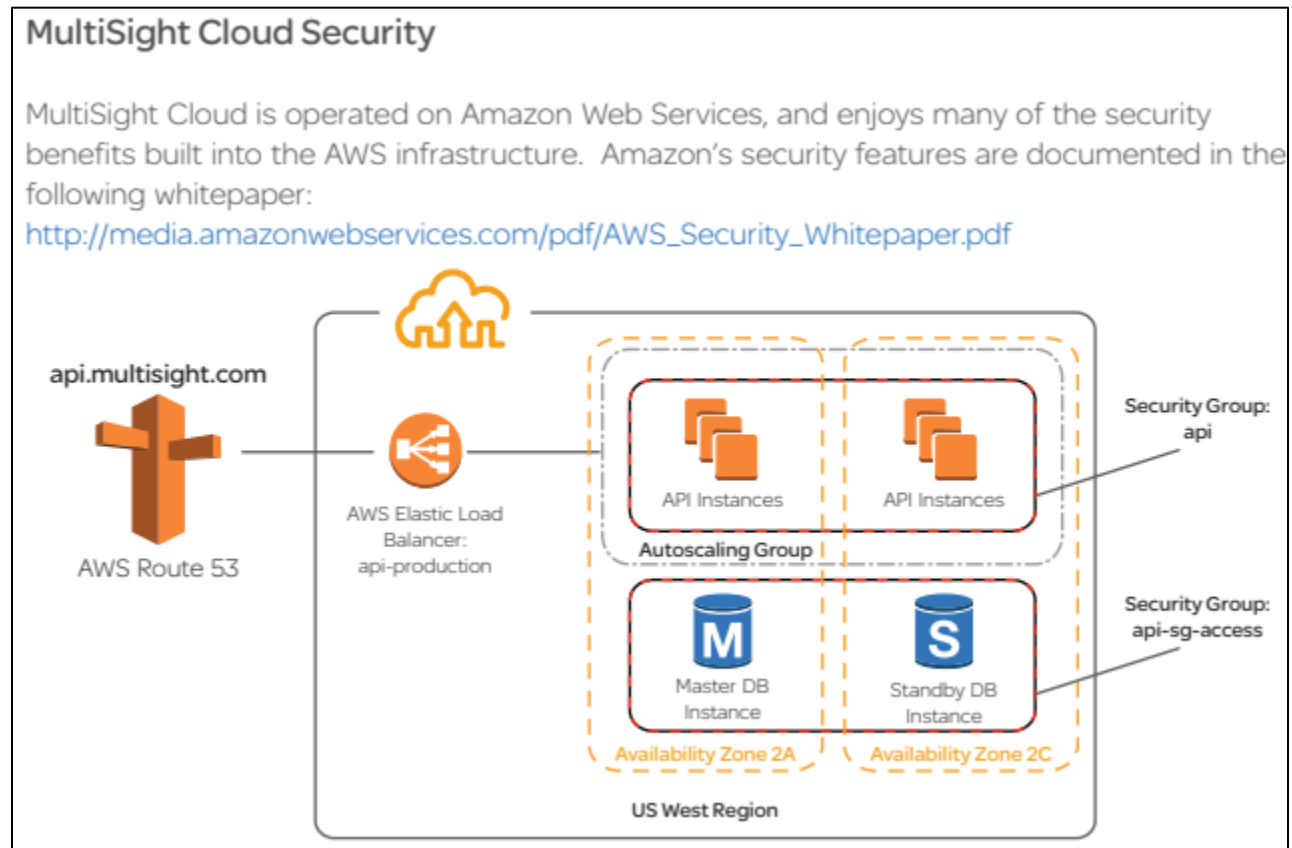 MultiSight Cloud Security
MultiSight Cloud is operated on Amazon Web Services, and enjoys many of the security
benefits built into the AWS infrastructure. Amazon's security features are documented in the
following whitepaper:
http://media.amazonwebservices.com/pdf/AWS_Security_Whitepaper.pdf
api.multisight.com
AWS Route 53
AWS Elastic Load
Balancer:
api-production
API Instances
API Instances
Autoscaling Group
Security Group:
api
M
Master DB
Instance
S
Standby DB
Instance
Security Group:
api-sg-access
Availability Zone 2A
Availability Zone 2C
US West Region